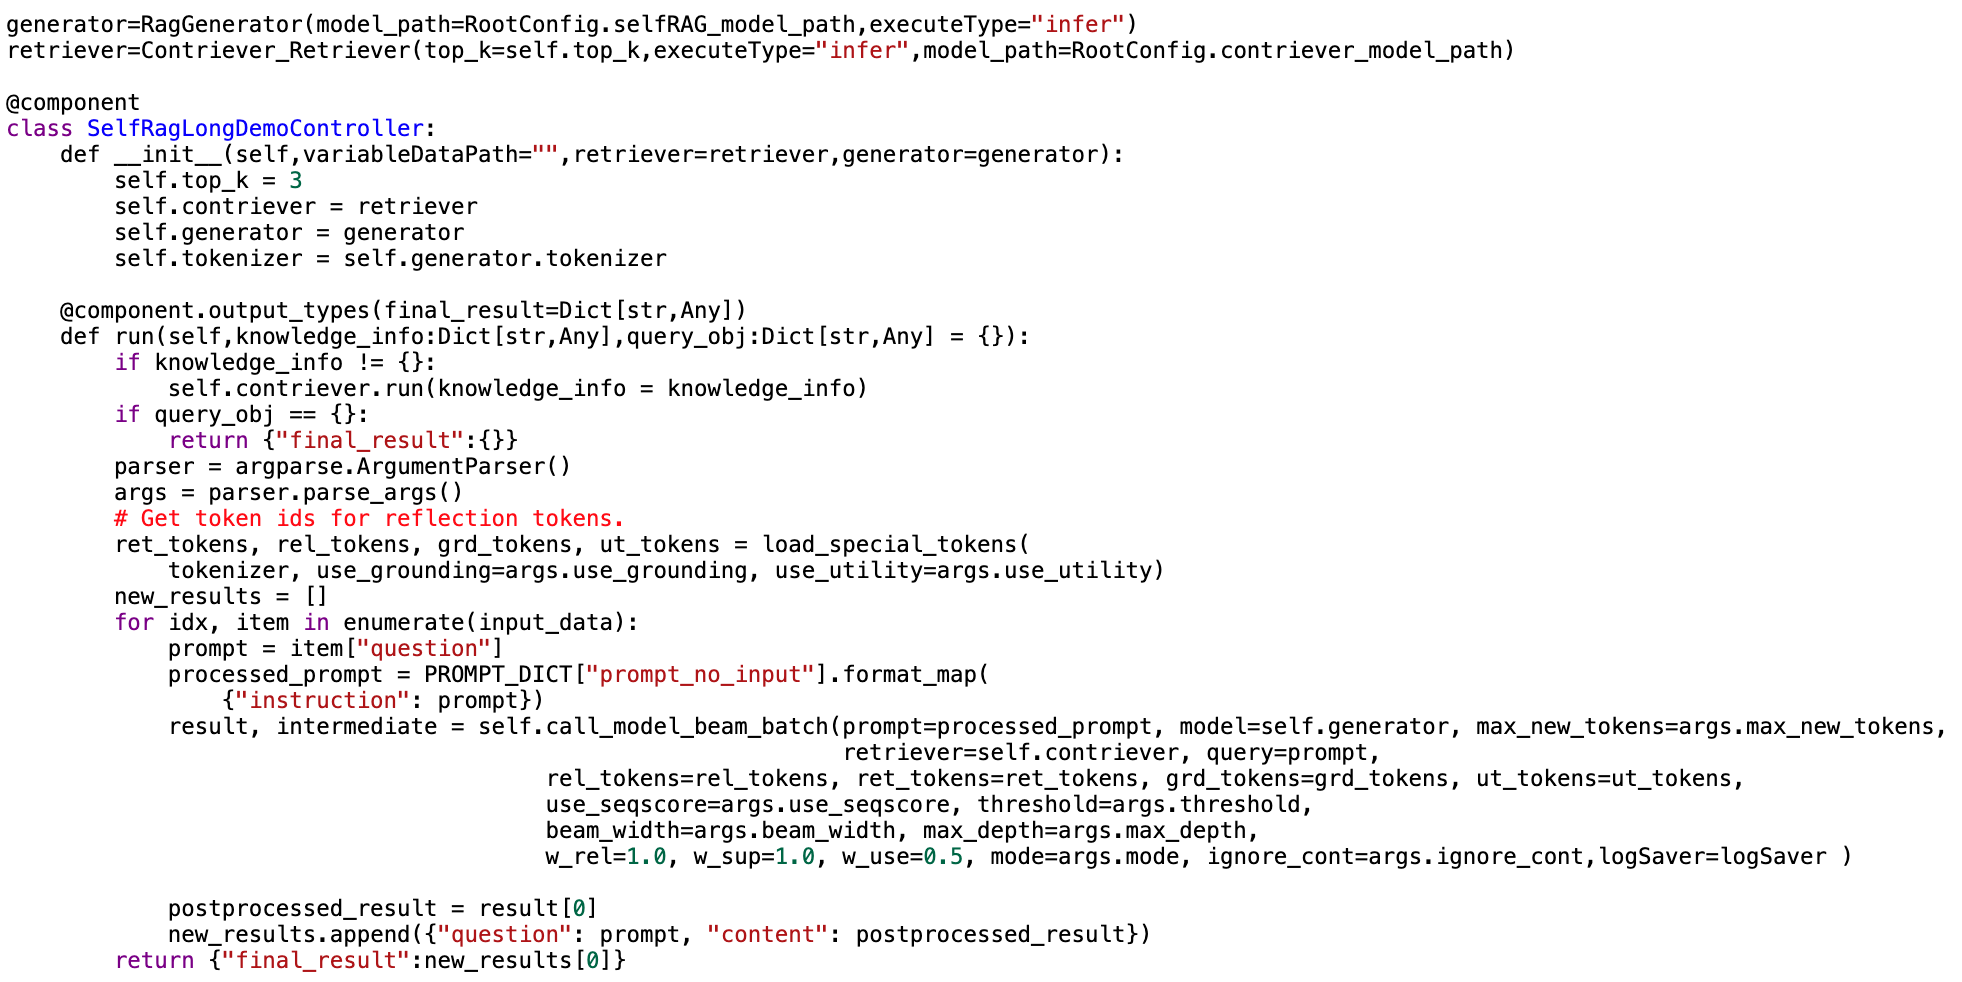 generator=RagGenerator(model_path=RootConfig.selfRAG_model_path,executeType="infer")
retriever=Contriever_Retriever(top_k=self.top_k,executeType="infer",model_path=RootConfig.contriever_model_path)

@component
class SelfRagLongDemoController:
    def __init__(self,variableDataPath="",retriever=retriever,generator=generator):
        self.top_k = 3
        self.contriever = retriever
        self.generator = generator
        self.tokenizer = self.generator.tokenizer

    @component.output_types(final_result=Dict[str,Any])
    def run(self,knowledge_info:Dict[str,Any],query_obj:Dict[str,Any] = {}):
        if knowledge_info != {}:
            self.contriever.run(knowledge_info = knowledge_info)
        if query_obj == {}:
            return {"final_result":{}}
        parser = argparse.ArgumentParser()
        args = parser.parse_args()
        # Get token ids for reflection tokens.
        ret_tokens, rel_tokens, grd_tokens, ut_tokens = load_special_tokens(
            tokenizer, use_grounding=args.use_grounding, use_utility=args.use_utility)
        new_results = []
        for idx, item in enumerate(input_data):
            prompt = item["question"]
            processed_prompt = PROMPT_DICT["prompt_no_input"].format_map(
                {"instruction": prompt})
            result, intermediate = self.call_model_beam_batch(prompt=processed_prompt, model=self.generator, max_new_tokens=args.max_new_tokens,
                                                              retriever=self.contriever, query=prompt,
                                        rel_tokens=rel_tokens, ret_tokens=ret_tokens, grd_tokens=grd_tokens, ut_tokens=ut_tokens,
                                        use_seqscore=args.use_seqscore, threshold=args.threshold,
                                        beam_width=args.beam_width, max_depth=args.max_depth,
                                        w_rel=1.0, w_sup=1.0, w_use=0.5, mode=args.mode, ignore_cont=args.ignore_cont,logSaver=logSaver )

            postprocessed_result = result[0]
            new_results.append({"question": prompt, "content": postprocessed_result})
        return {"final_result":new_results[0]}